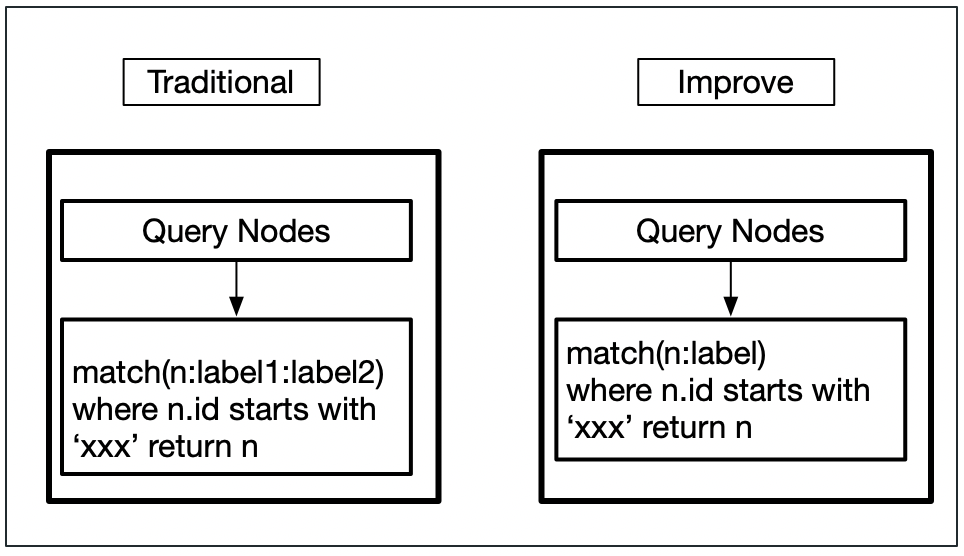 Traditional
Improve
Query Nodes
match(n:label1:label2)
where n.id starts with
‘xxx’ return n
Query Nodes
match(n:label)
where n.id starts with
‘xxx’ return n